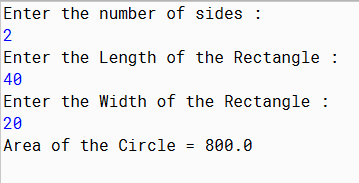 Enter the number of sides :
2
Enter the Length of the Rectangle :
40
Enter the Width of the Rectangle :
20
Area of the Circle = 800.0